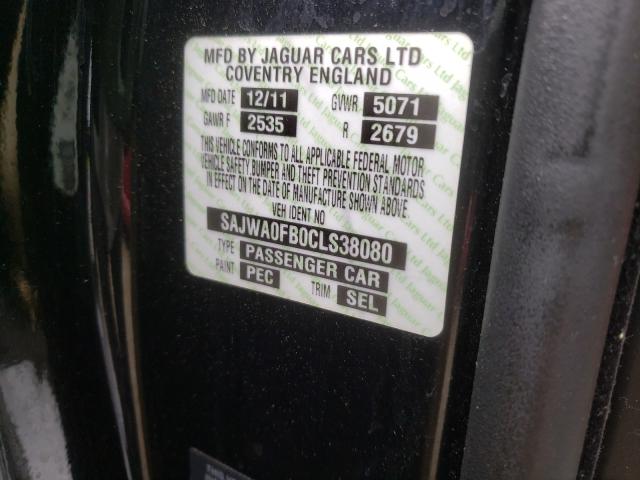 MFD BY JAGUAR CARS LTD
COVENTRY ENGLAND
MFD DATE 12/11 GVWR 5071
GAWR F 2535 R 2679
THIS VEHICLE CONFORMS TO ALL APPLICABLE FEDERAL MOTOR
VEHICLE SAFETY,BUMPER AND THEFT PREVENTION STANDARDS
IN EFFECT ON THE DATE OF MANUFACTURE SHOWN ABOVE
VEH IDENT NO
SAJWA0FB0CLS38080
TYPE PASSENGER CAR
PAINT PEC TRIM SEL